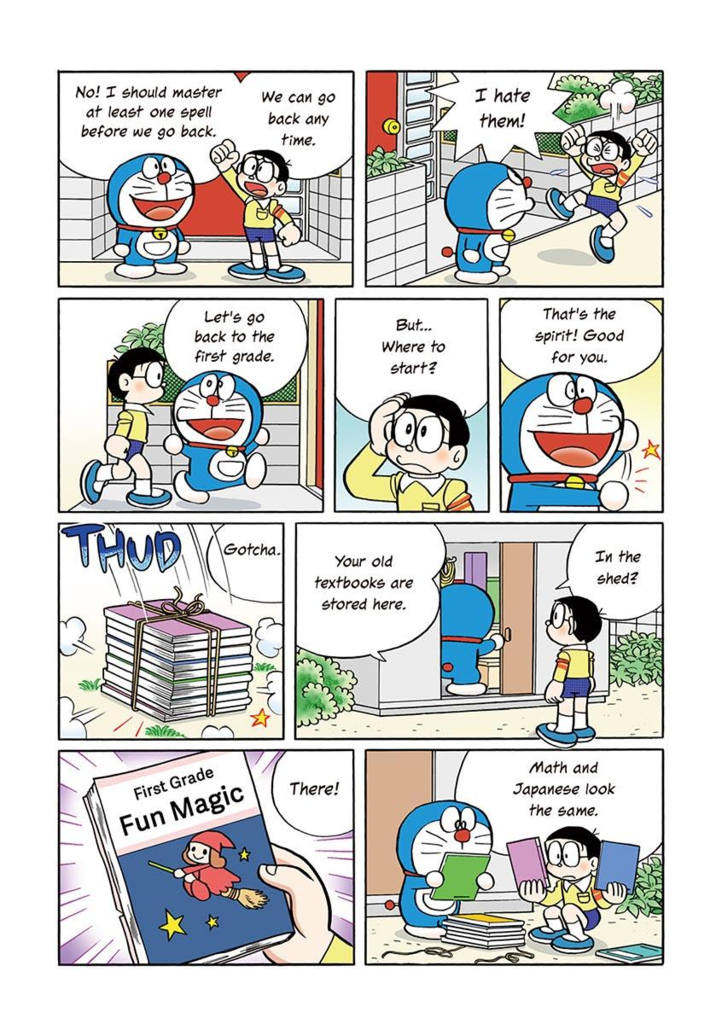 I hate
them!
We can go
back any
time.
No! I should master
at least one spell
before we go back.
That's the
spirit! Good
for you.
But...
Where to
start?
Let's go
back to the
first grade.
In the
shed?
Your old
textbooks are
stored here.
Gotcha.
THUD
Math and
Japanese look
the same.
There!
First Grade
Fun Magic